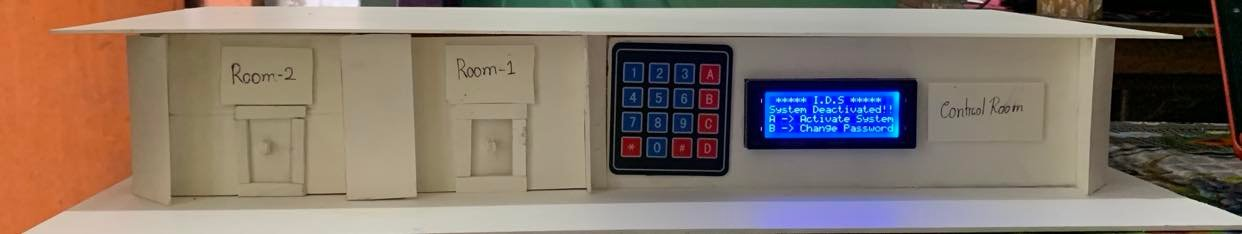 Room-2
Room-1
1 2 3 A
4 5 6 B
7 8 9 C
* 0 # D
***** I.D.S *****
System Deactivated!!
A -> Activate System
B -> Change Password
Control Room